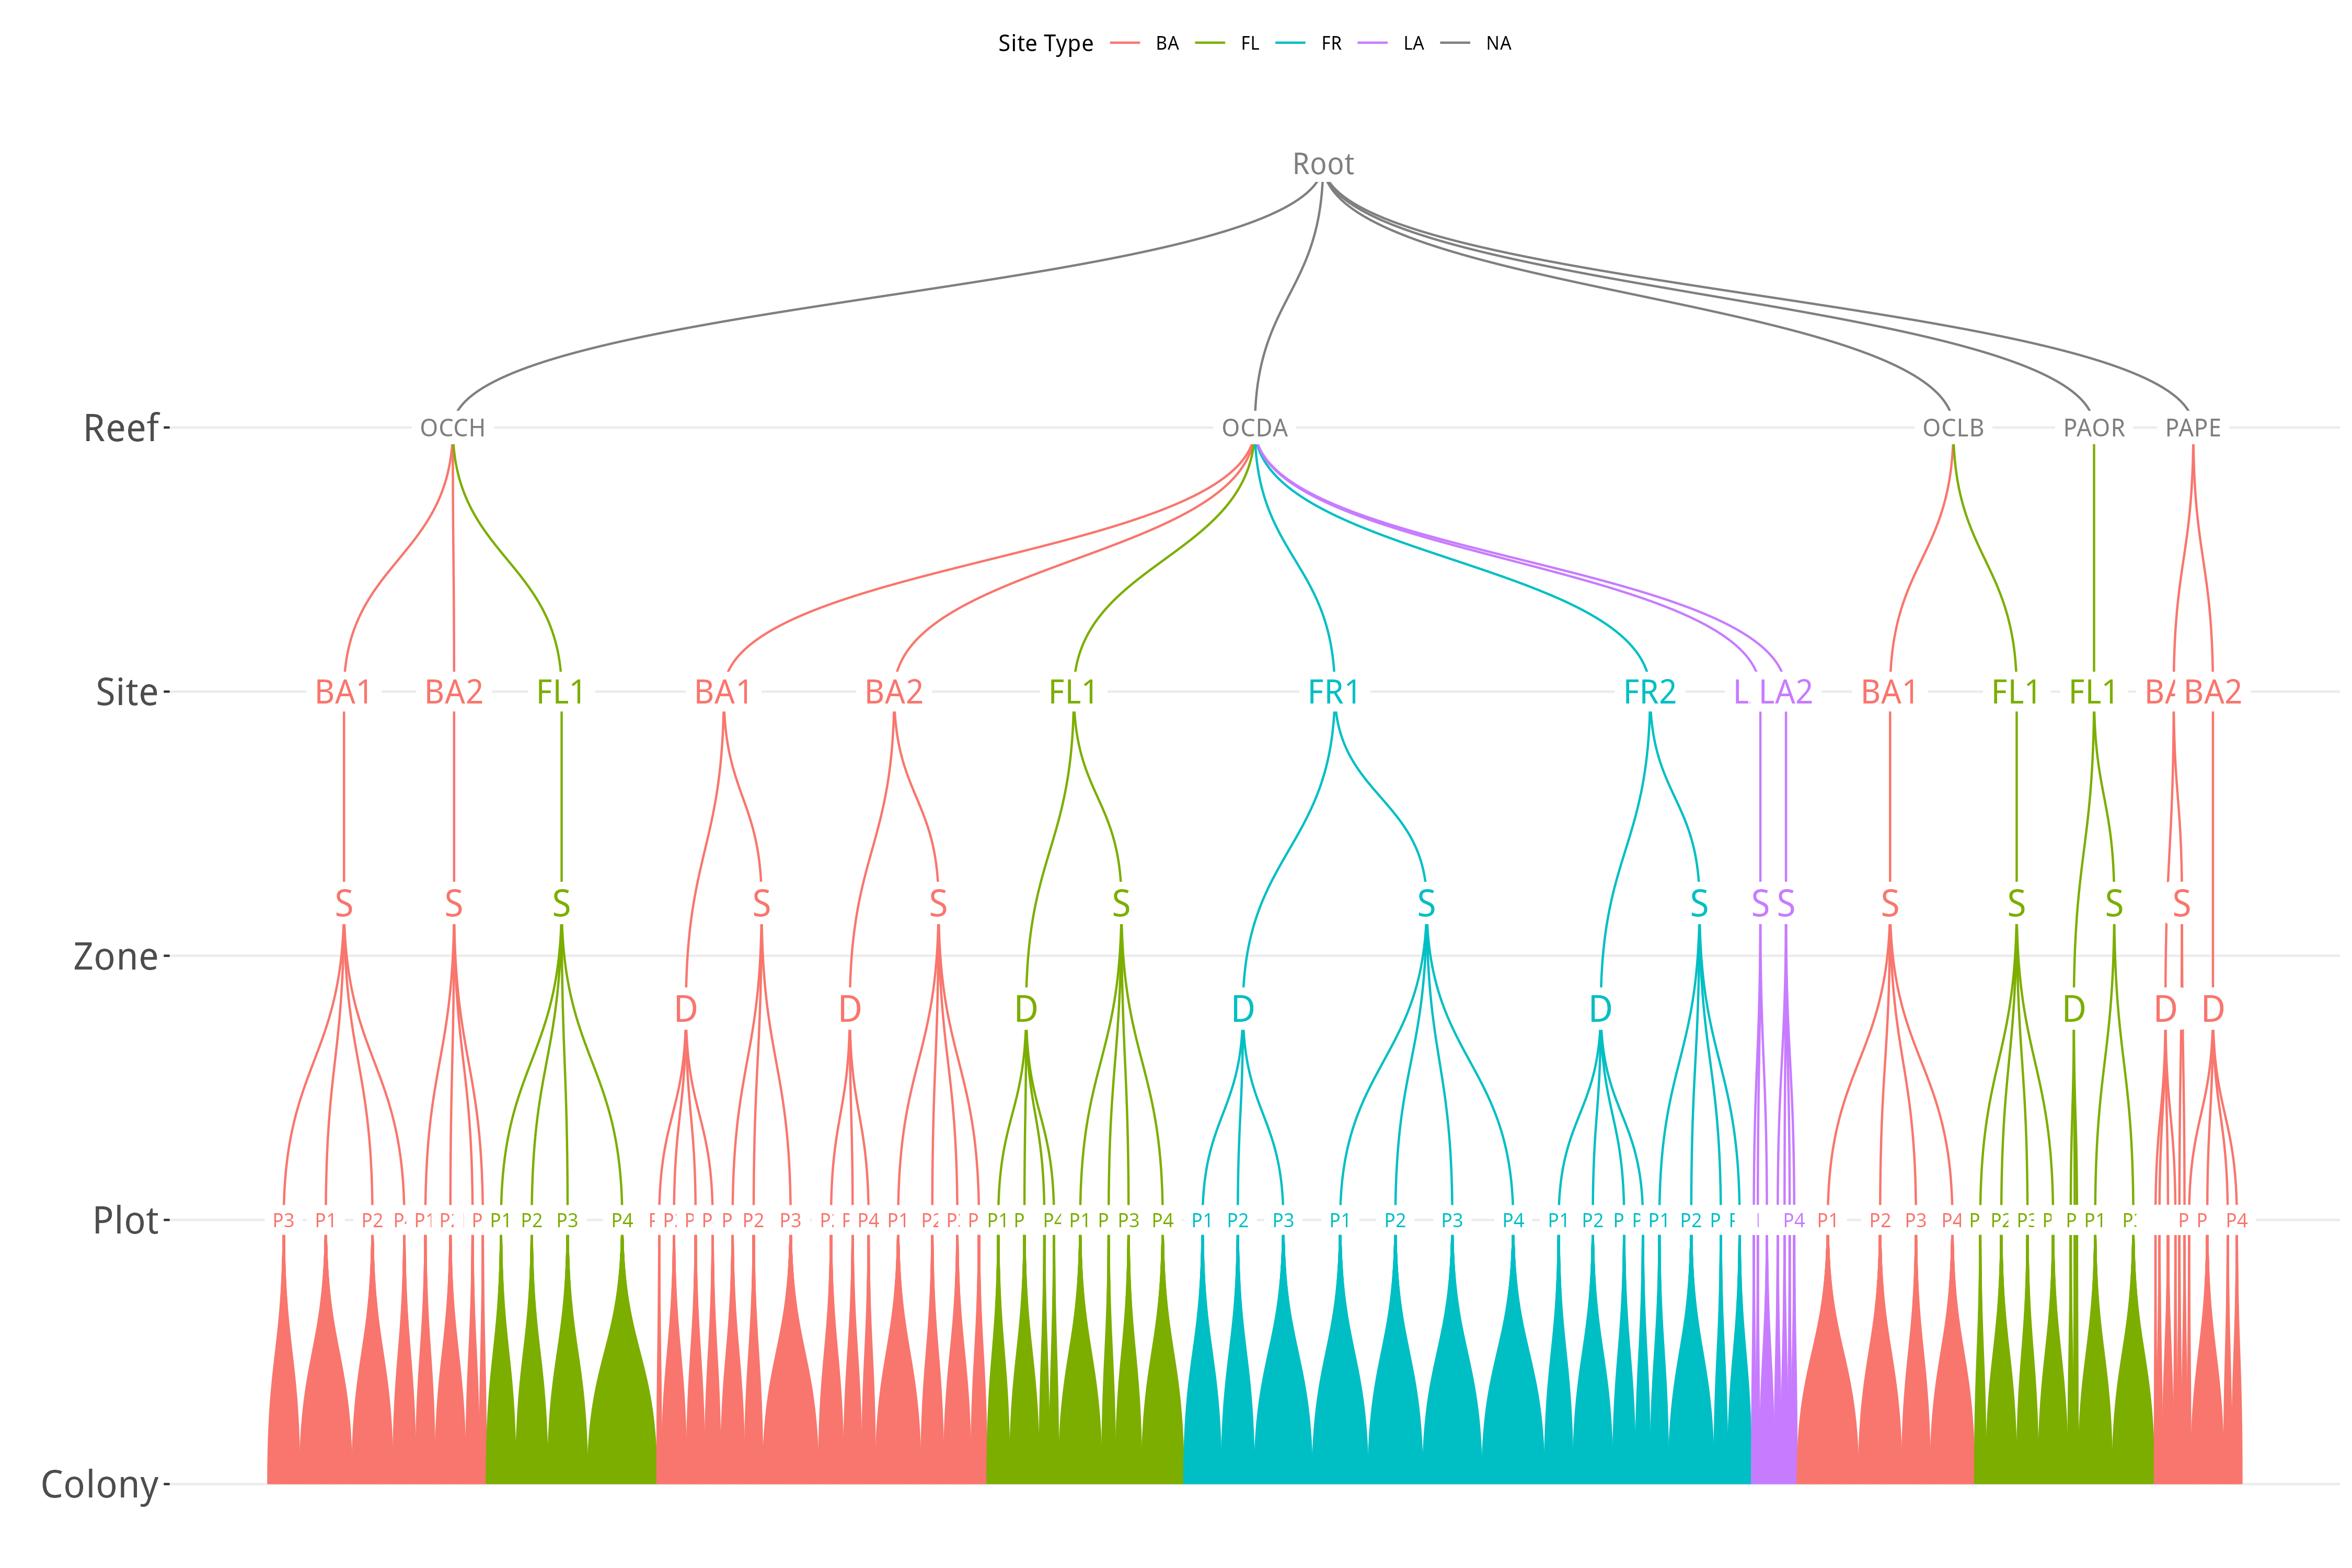 Site Type BA FL FR LA NA
Root
Reef OCCH OCDA OCLB PAOR PAPE
Site BA1 BA2 FL1 BA1 BA2 FL1 FR1 FR2 L LA2 BA1 FL1 FL1 BA BA2
S S S S S S S S S S S S S S
Zone
D D D D D D D D
Plot P3 P1 P2 P1 P P1 P2 P3 P4 P P P P2 P3 P4 P1 P P1 P P4 P1 P P3 P4 P1 P2 P3 P1 P2 P3 P4 P1 P2 P P1 P2 P P4 P1 P2 P3 P4 P P2 P3 P P P1 P P P4
Colony